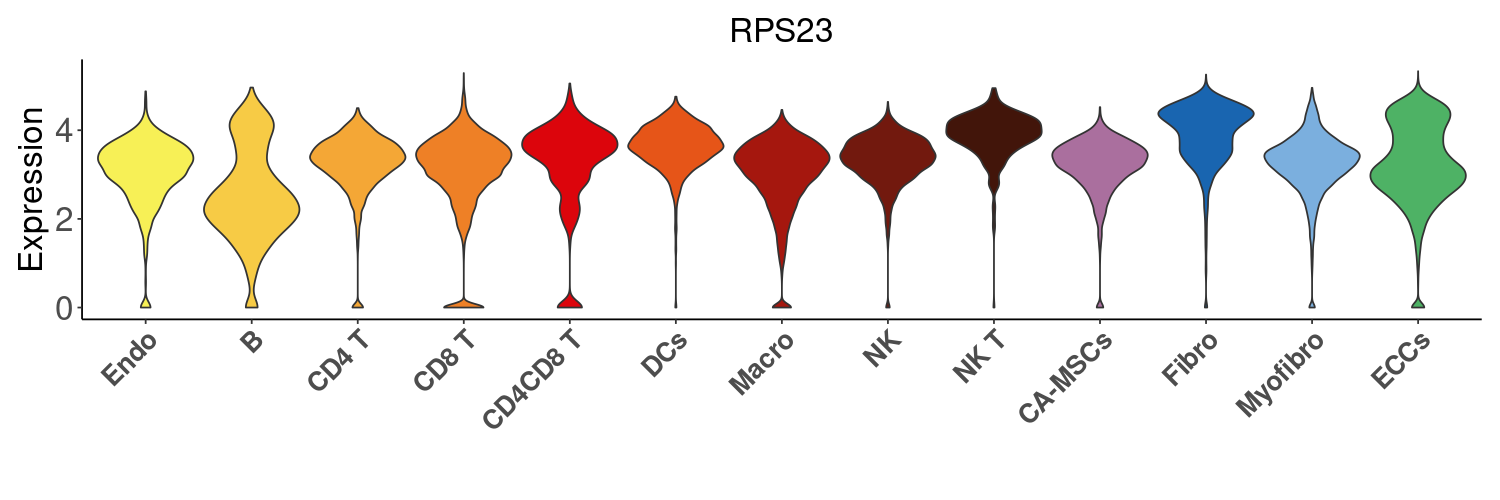 RPS23
Expression
4
2
0
Endo
B
CD4 T
CD8 T
CD4CD8 T
DCs
Macro
NK
NK T
CA-MSCs
Fibro
Myofibro
ECCs